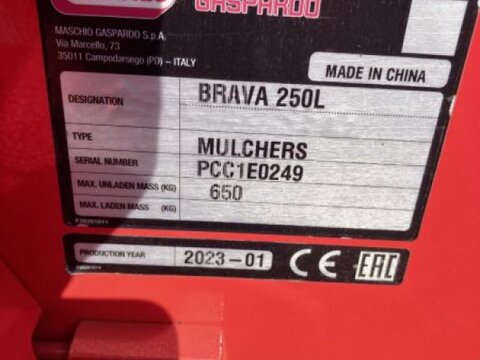 GASPARDO
MASCHIO GASPARDO S.p.A.
Via Marcello, 73
35011 Campodarsego (PD) - ITALY
MADE IN CHINA
DESIGNATION BRAVA 250L
TYPE MULCHERS
SERIAL NUMBER PCC1E0249
MAX. UNLADEN MASS (KG) 650
MAX. LADEN MASS (KG)
F20201011
PRODUCTION YEAR 2023-01 CE EAC